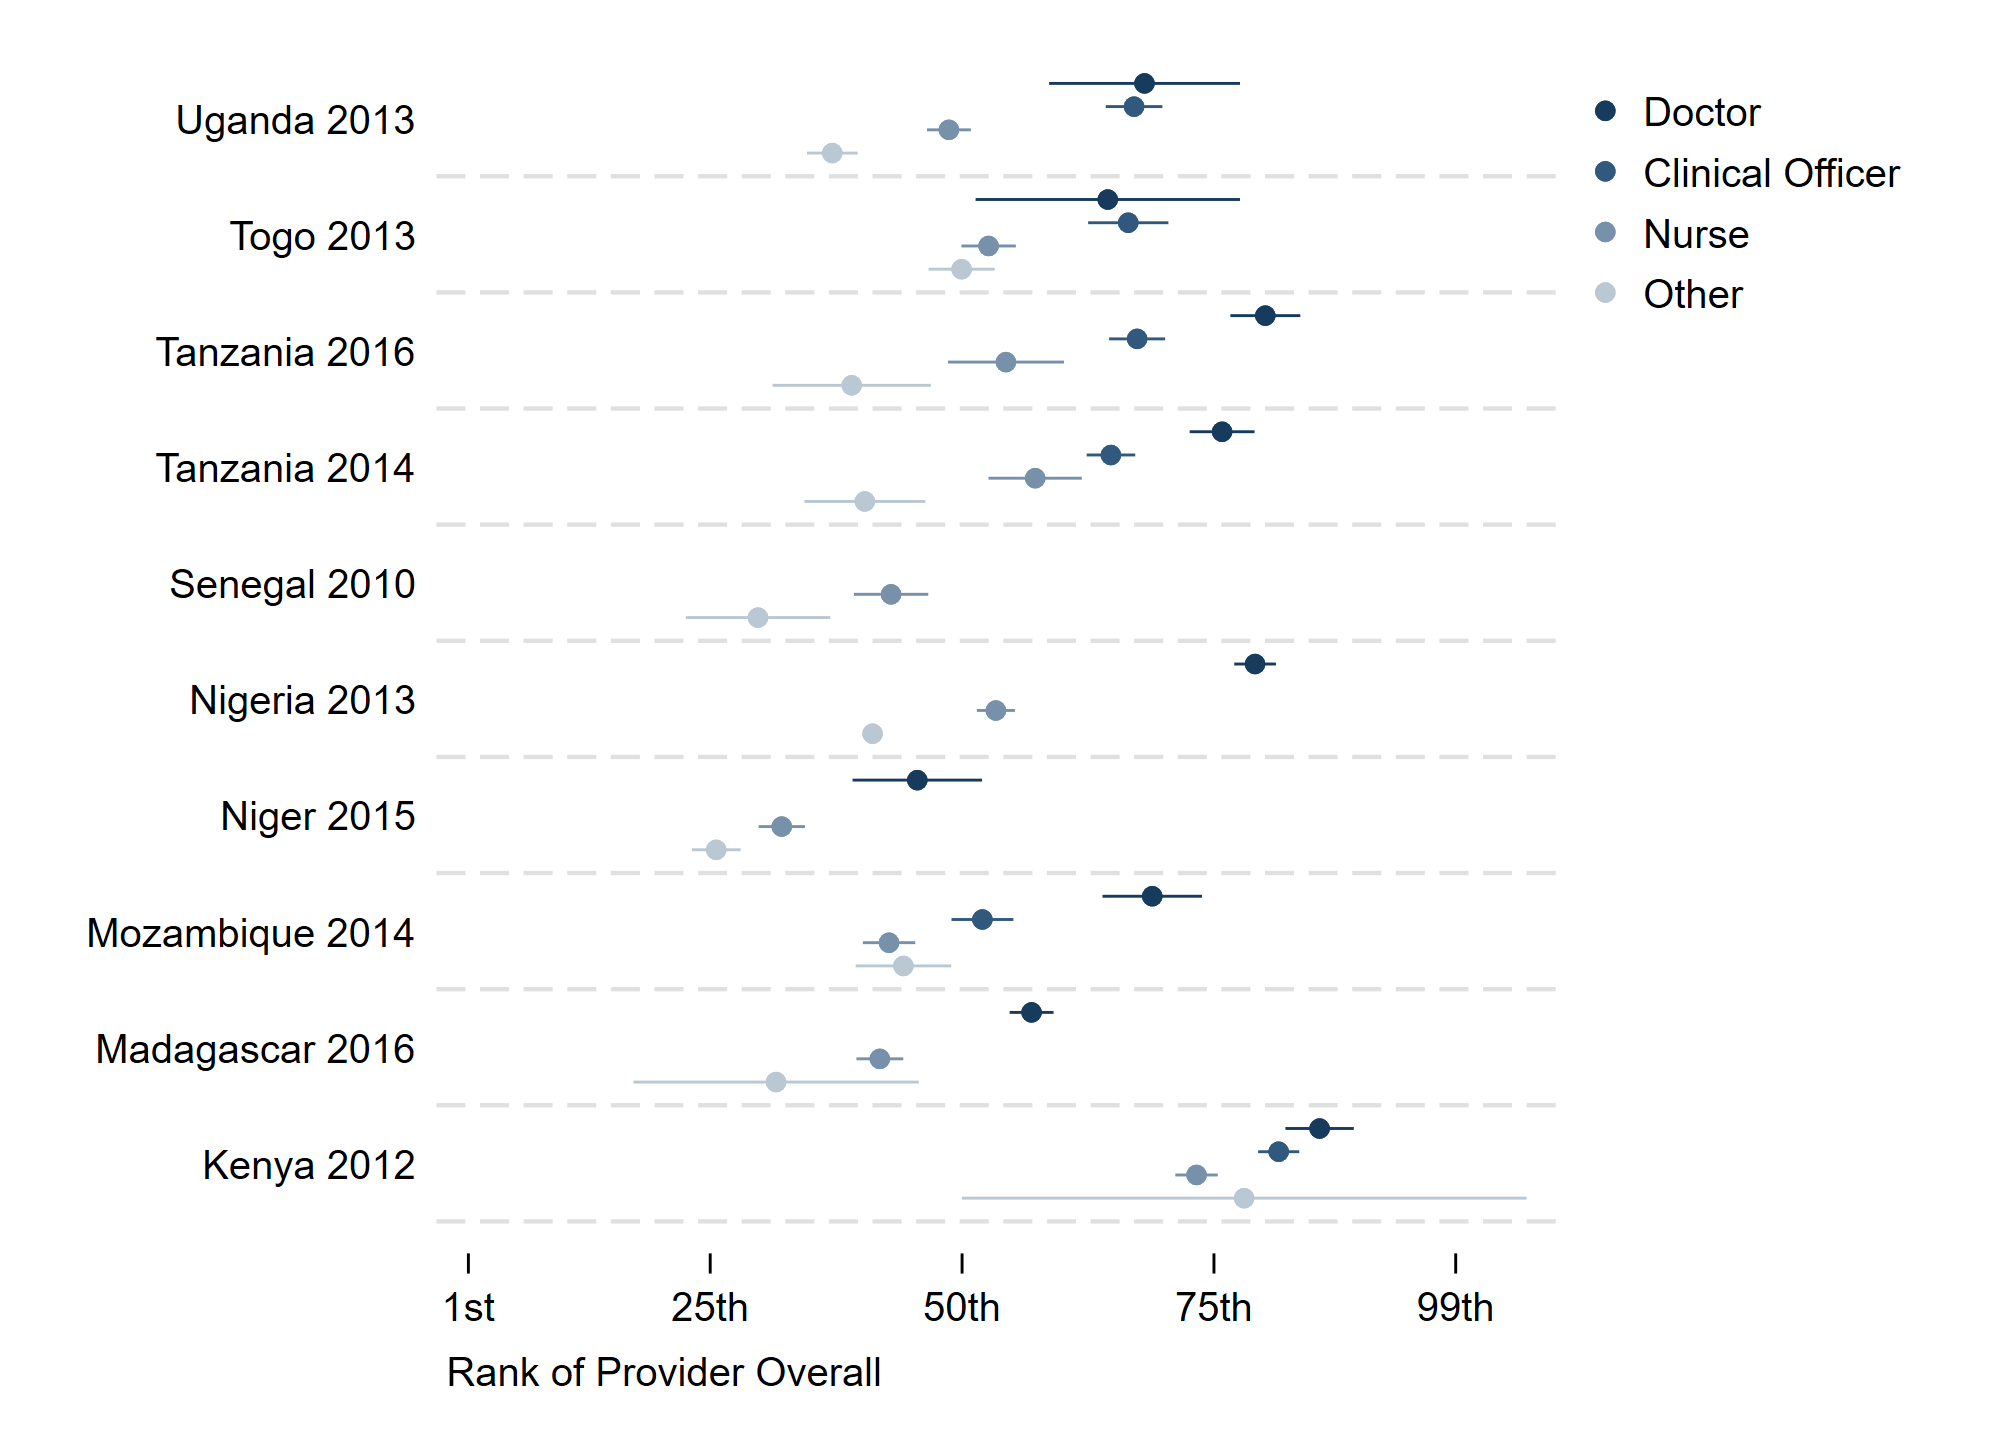 Uganda 2013
Togo 2013
Tanzania 2016
Tanzania 2014
Senegal 2010
Nigeria 2013
Niger 2015
Mozambique 2014
Madagascar 2016
Kenya 2012
1st 25th 50th 75th 99th
Rank of Provider Overall
Doctor
Clinical Officer
Nurse
Other